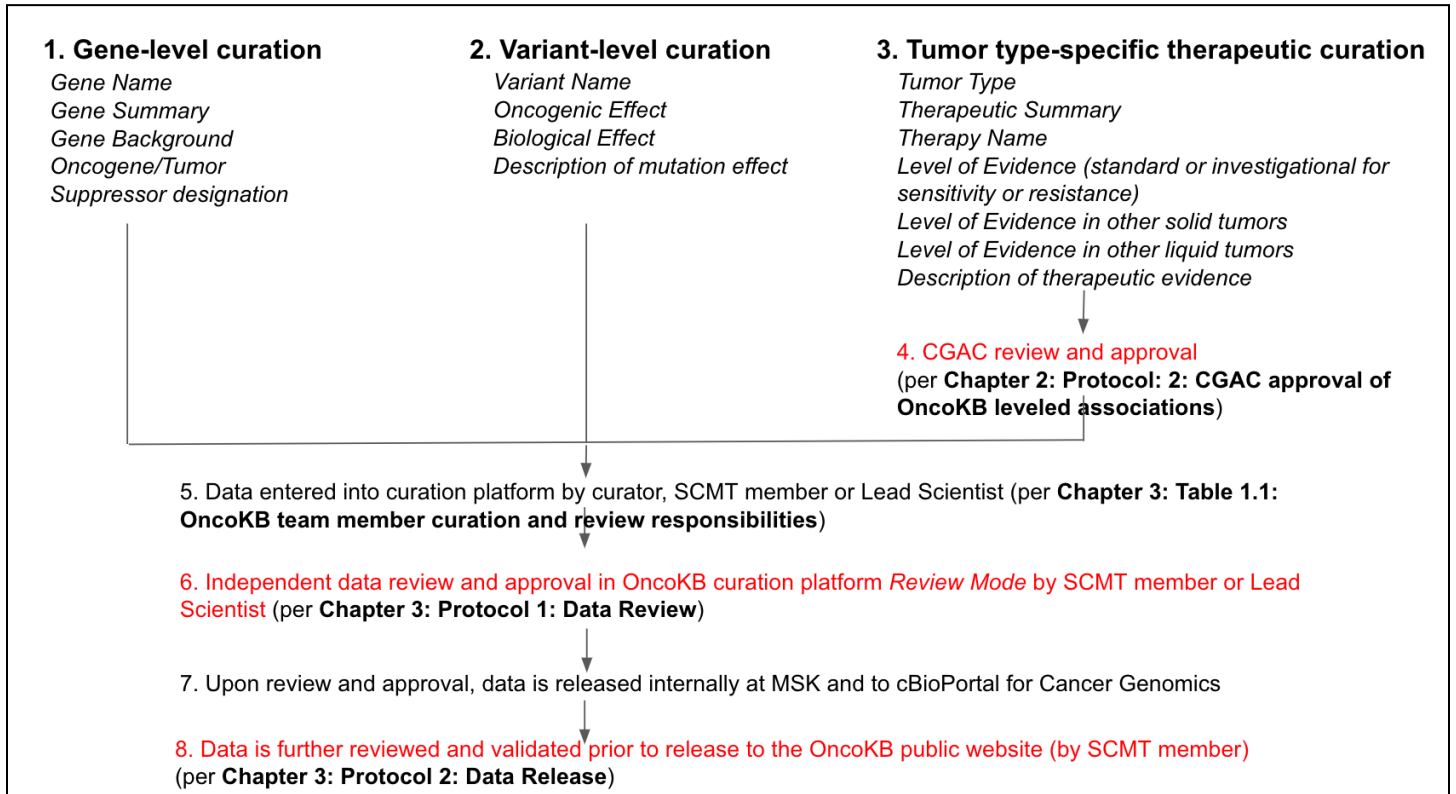 1. Gene-level curation
Gene Name
Gene Summary
Gene Background
Oncogene/Tumor
Suppressor designation
2. Variant-level curation
Variant Name
Oncogenic Effect
Biological Effect
Description of mutation effect
3. Tumor type-specific therapeutic curation
Tumor Type
Therapeutic Summary
Therapy Name
Level of Evidence (standard or investigational for
sensitivity or resistance)
Level of Evidence in other solid tumors
Level of Evidence in other liquid tumors
Description of therapeutic evidence
4. CGAC review and approval
(per Chapter 2: Protocol: 2: CGAC approval of
OncoKB leveled associations)
5. Data entered into curation platform by curator, SCMT member or Lead Scientist (per Chapter 3: Table 1.1:
OncoKB team member curation and review responsibilities)
6. Independent data review and approval in OncoKB curation platform Review Mode by SCMT member or Lead
Scientist (per Chapter 3: Protocol 1: Data Review)
7. Upon review and approval, data is released internally at MSK and to cBioPortal for Cancer Genomics
8. Data is further reviewed and validated prior to release to the OncoKB public website (by SCMT member)
(per Chapter 3: Protocol 2: Data Release)